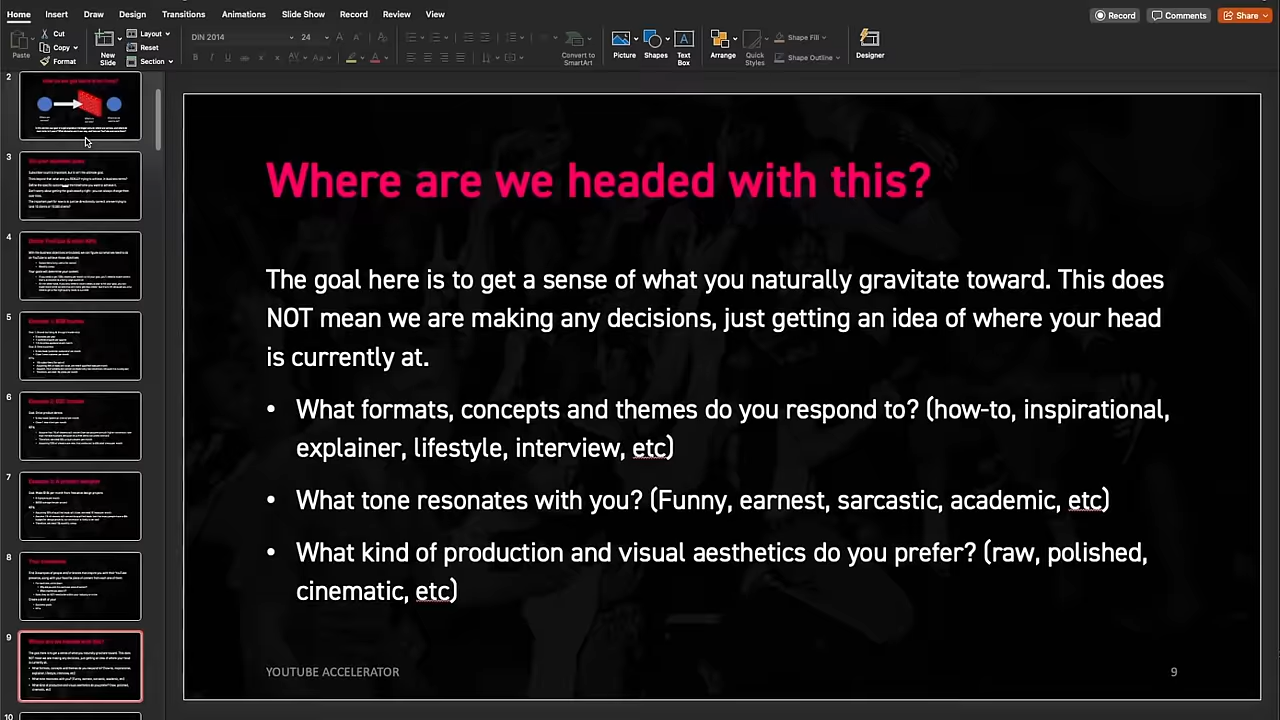 Home Insert Draw Design Transitions Animations Slide Show Record Review View
Record Comments Share
Paste Cut Copy Format New Slide Layout Reset Section
DIN 2014 24
Convert to SmartArt Picture Shapes Text Box Arrange Quick Styles Shape Fill Shape Outline Designer
2
3
4
5
6
7
8
9
10
Where are we headed with this?
The goal here is to get a sense of what you naturally gravitate toward. This does
NOT mean we are making any decisions, just getting an idea of where your head
is currently at.
• What formats, concepts and themes do you respond to? (how-to, inspirational,
explainer, lifestyle, interview, etc)
• What tone resonates with you? (Funny, earnest, sarcastic, academic, etc)
• What kind of production and visual aesthetics do you prefer? (raw, polished,
cinematic, etc)
YOUTUBE ACCELERATOR 9